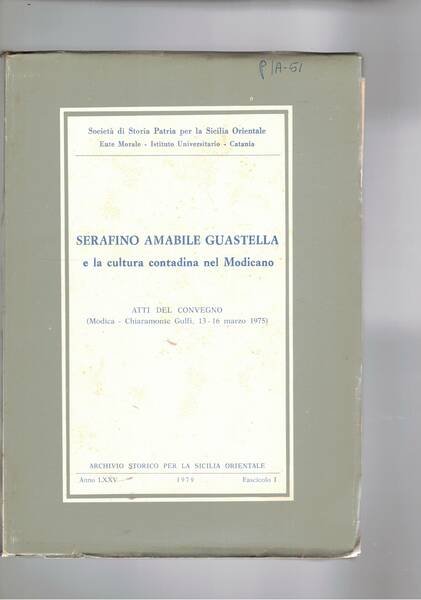 P/A-51
Società di Storia Patria per la Sicilia Orientale
Ente Morale - Istituto Universitario - Catania
SERAFINO AMABILE GUASTELLA
e la cultura contadina nel Modicano
ATTI DEL CONVEGNO
(Modica - Chiaramonte Gulfi, 13-16 marzo 1975)
ARCHIVIO STORICO PER LA SICILIA ORIENTALE
Anno LXXV 1979 Fascicolo I